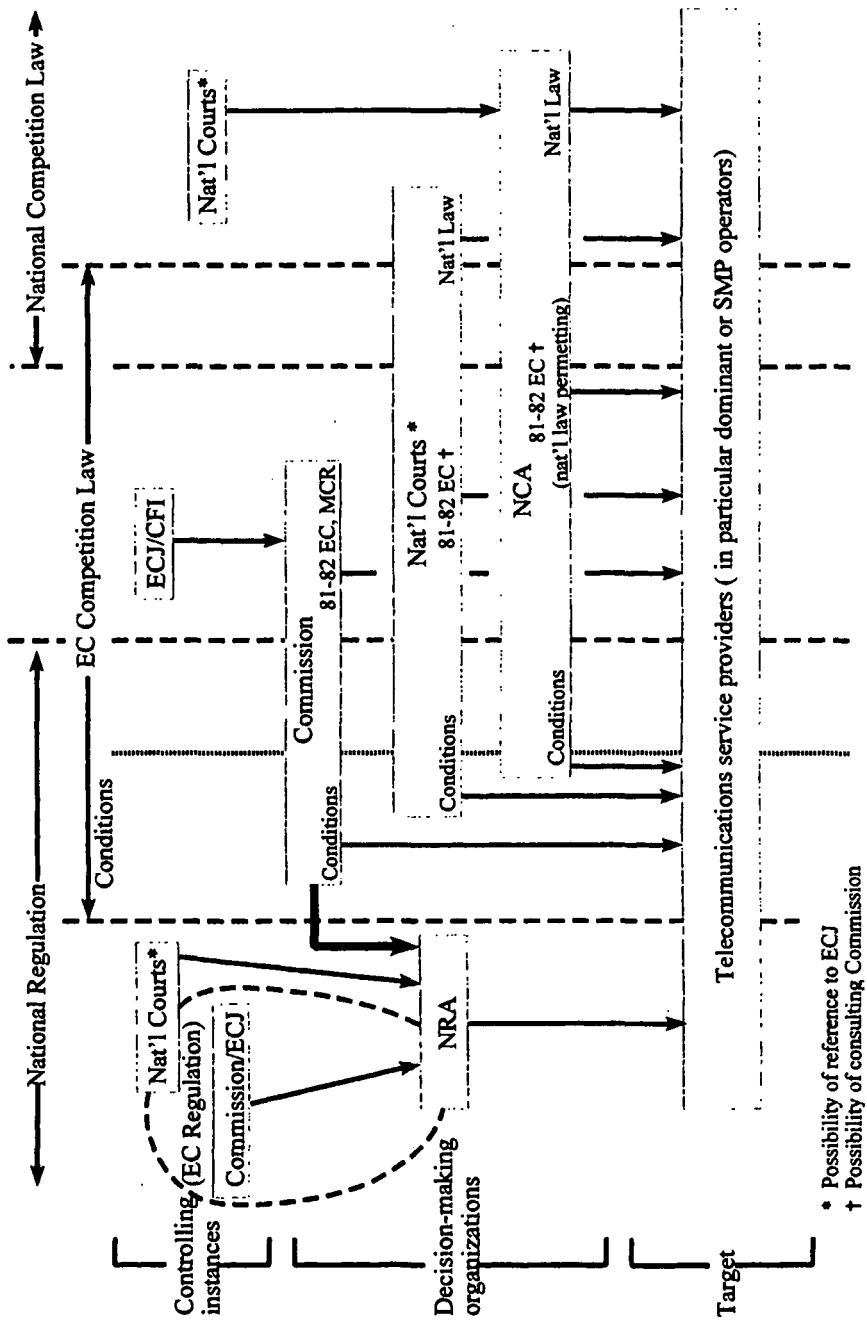 National Regulation
National Competition Law
EC Competition Law
Conditions
Controlling
instances
Nat'l Courts*
(EC Regulation)
Commission/ECJ
ECJ/CFI
Nat'l Courts*
Decision-making
organizations
Commission
Conditions
81-82 EC, MCR
Nat'l Courts *
Conditions
81-82 EC †
Nat'l Law
NRA
NCA
81-82 EC †
Conditions
(nat'l law permetting)
Nat'l Law
Target
Telecommunications service providers ( in particular dominant or SMP operators)
* Possibility of reference to ECJ
† Possibility of consulting Commission